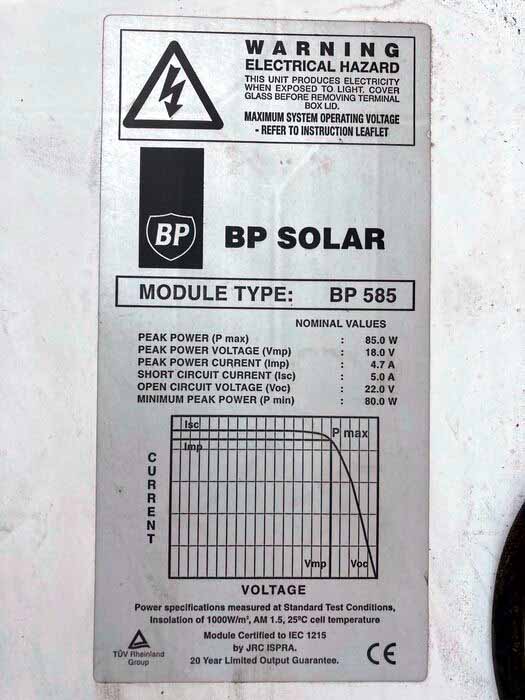 WARNING
ELECTRICAL HAZARD
THIS UNIT PRODUCES ELECTRICITY
WHEN EXPOSED TO LIGHT. COVER
GLASS BEFORE REMOVING TERMINAL
BOX LID.
MAXIMUM SYSTEM OPERATING VOLTAGE
- REFER TO INSTRUCTION LEAFLET
BP
BP SOLAR
MODULE TYPE: BP 585
NOMINAL VALUES
PEAK POWER (P max) : 85.0 W
PEAK POWER VOLTAGE (Vmp) : 18.0 V
PEAK POWER CURRENT (Imp) : 4.7 A
SHORT CIRCUIT CURRENT (Isc) : 5.0 A
OPEN CIRCUIT VOLTAGE (Voc) : 22.0 V
MINIMUM PEAK POWER (P min) : 80.0 W
Isc
P max
Imp
CURRENT
Vmp Voc
VOLTAGE
Power specifications measured at Standard Test Conditions,
Insolation of 1000W/m², AM 1.5, 25ºC cell temperature
Module Certified to IEC 1215
by JRC ISPRA.
20 Year Limited Output Guarantee.
TÜV Rheinland
Group
CE